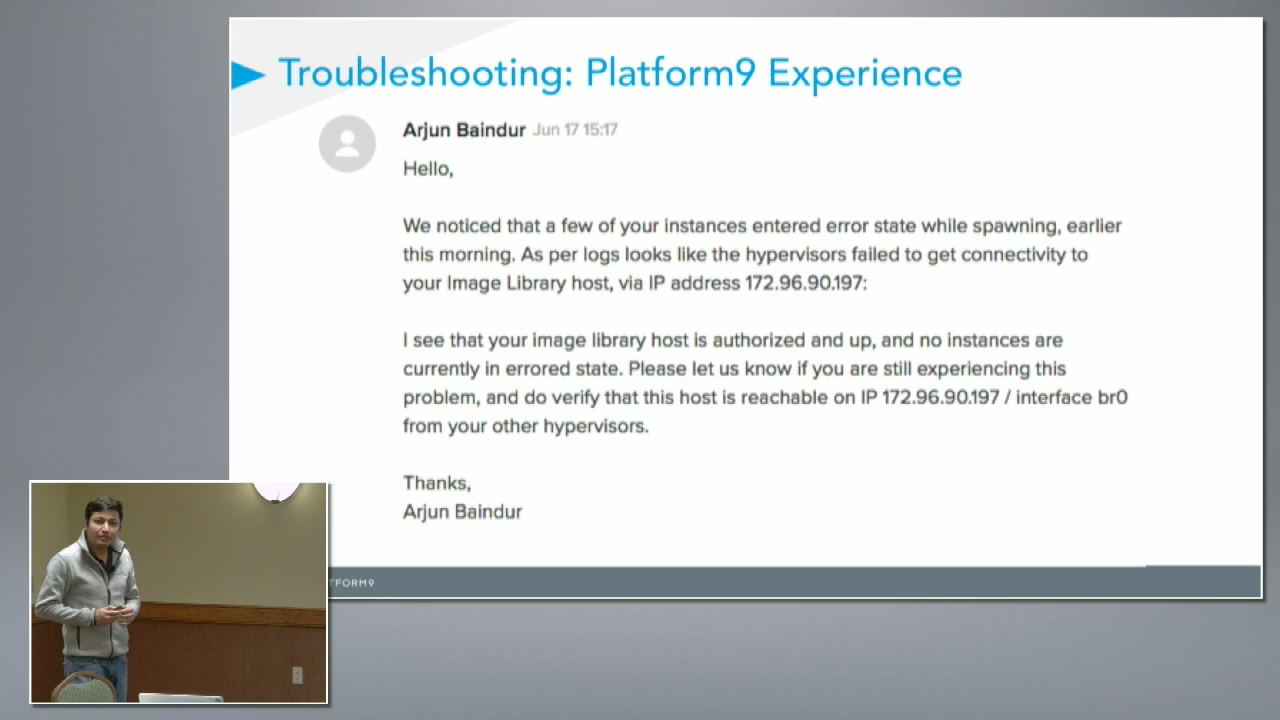 Troubleshooting: Platform9 Experience
Arjun Baindur Jun 17 15:17
Hello,
We noticed that a few of your instances entered error state while spawning, earlier
this morning. As per logs looks like the hypervisors failed to get connectivity to
your Image Library host, via IP address 172.96.90.197:
I see that your image library host is authorized and up, and no instances are
currently in errored state. Please let us know if you are still experiencing this
problem, and do verify that this host is reachable on IP 172.96.90.197 / interface br0
from your other hypervisors.
Thanks,
Arjun Baindur
TFORM9